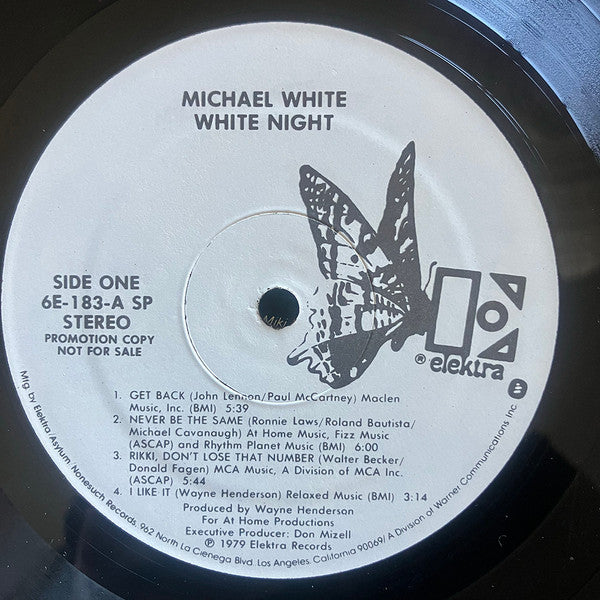 MICHAEL WHITE
WHITE NIGHT
SIDE ONE
6E-183-A SP
STEREO
PROMOTION COPY
NOT FOR SALE
Miki
® elektra
1. GET BACK (John Lennon/Paul McCartney) Maclen
Music, Inc. (BMI) 5:39
2. NEVER BE THE SAME (Ronnie Laws/Roland Bautista/
Michael Cavanaugh) At Home Music, Fizz Music
(ASCAP) and Rhythm Planet Music (BMI) 6:00
3. RIKKI, DON'T LOSE THAT NUMBER (Walter Becker/
Donald Fagen) MCA Music, A Division of MCA Inc.
(ASCAP) 5:44
4. I LIKE IT (Wayne Henderson) Relaxed Music (BMI) 3:14
Produced by Wayne Henderson
For At Home Productions
Executive Producer: Don Mizell
℗ 1979 Elektra Records
Mfg by Elektra/Asylum/Nonesuch Records, 962 North La Cienega Blvd. Los Angeles, California 90069/A Division of Warner Communications Inc.